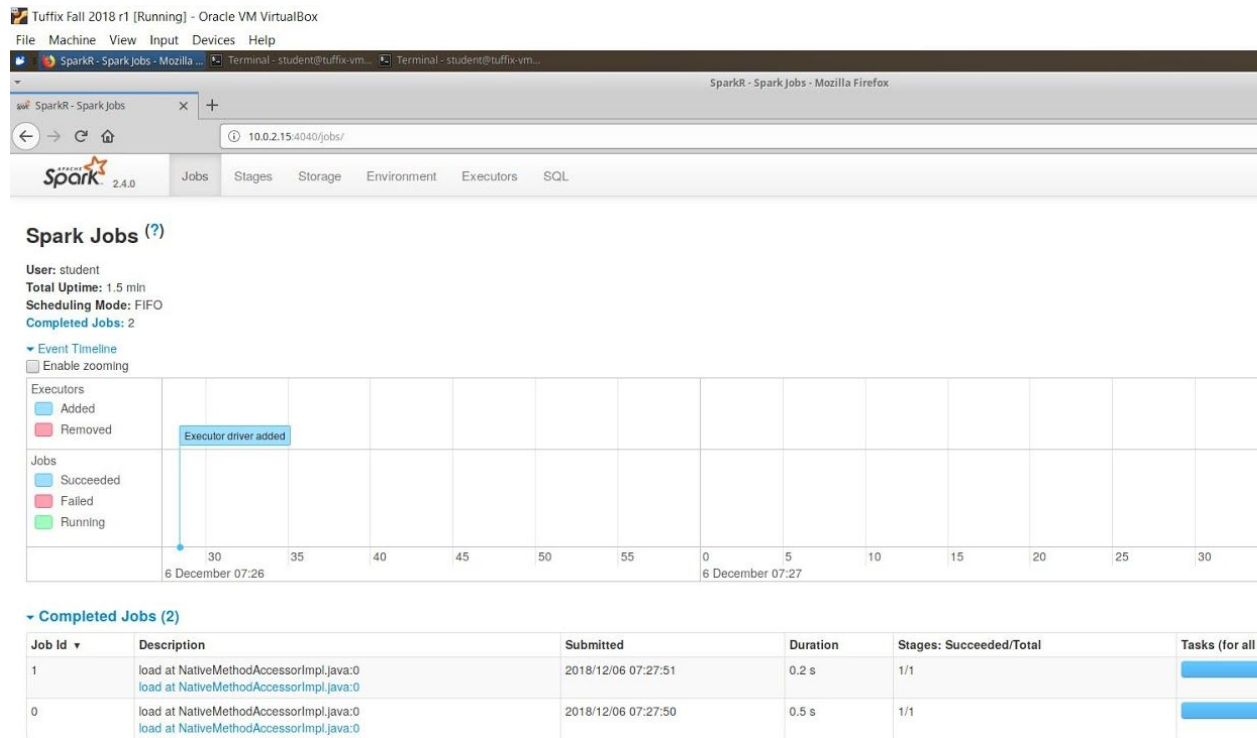 Tuffix Fall 2018 r1 [Running] - Oracle VM VirtualBox
File Machine View Input Devices Help
SparkR - Spark Jobs - Mozilla ... Terminal - student@tuffix-vm... Terminal - student@tuffix-vm...
SparkR - Spark Jobs - Mozilla Firefox
SparkR - Spark Jobs
10.0.2.15:4040/jobs/
APACHE
Spark 2.4.0 Jobs Stages Storage Environment Executors SQL
Spark Jobs (?)
User: student
Total Uptime: 1.5 min
Scheduling Mode: FIFO
Completed Jobs: 2
Event Timeline
Enable zooming
Executors
Added
Removed
Executor driver added
Jobs
Succeeded
Failed
Running
30 35 40 45 50 55 0 5 10 15 20 25 30
6 December 07:26 6 December 07:27
Completed Jobs (2)
Job Id Description Submitted Duration Stages: Succeeded/Total Tasks (for all
1 load at NativeMethodAccessorImpl.java:0 2018/12/06 07:27:51 0.2 s 1/1
load at NativeMethodAccessorImpl.java:0
0 load at NativeMethodAccessorImpl.java:0 2018/12/06 07:27:50 0.5 s 1/1
load at NativeMethodAccessorImpl.java:0